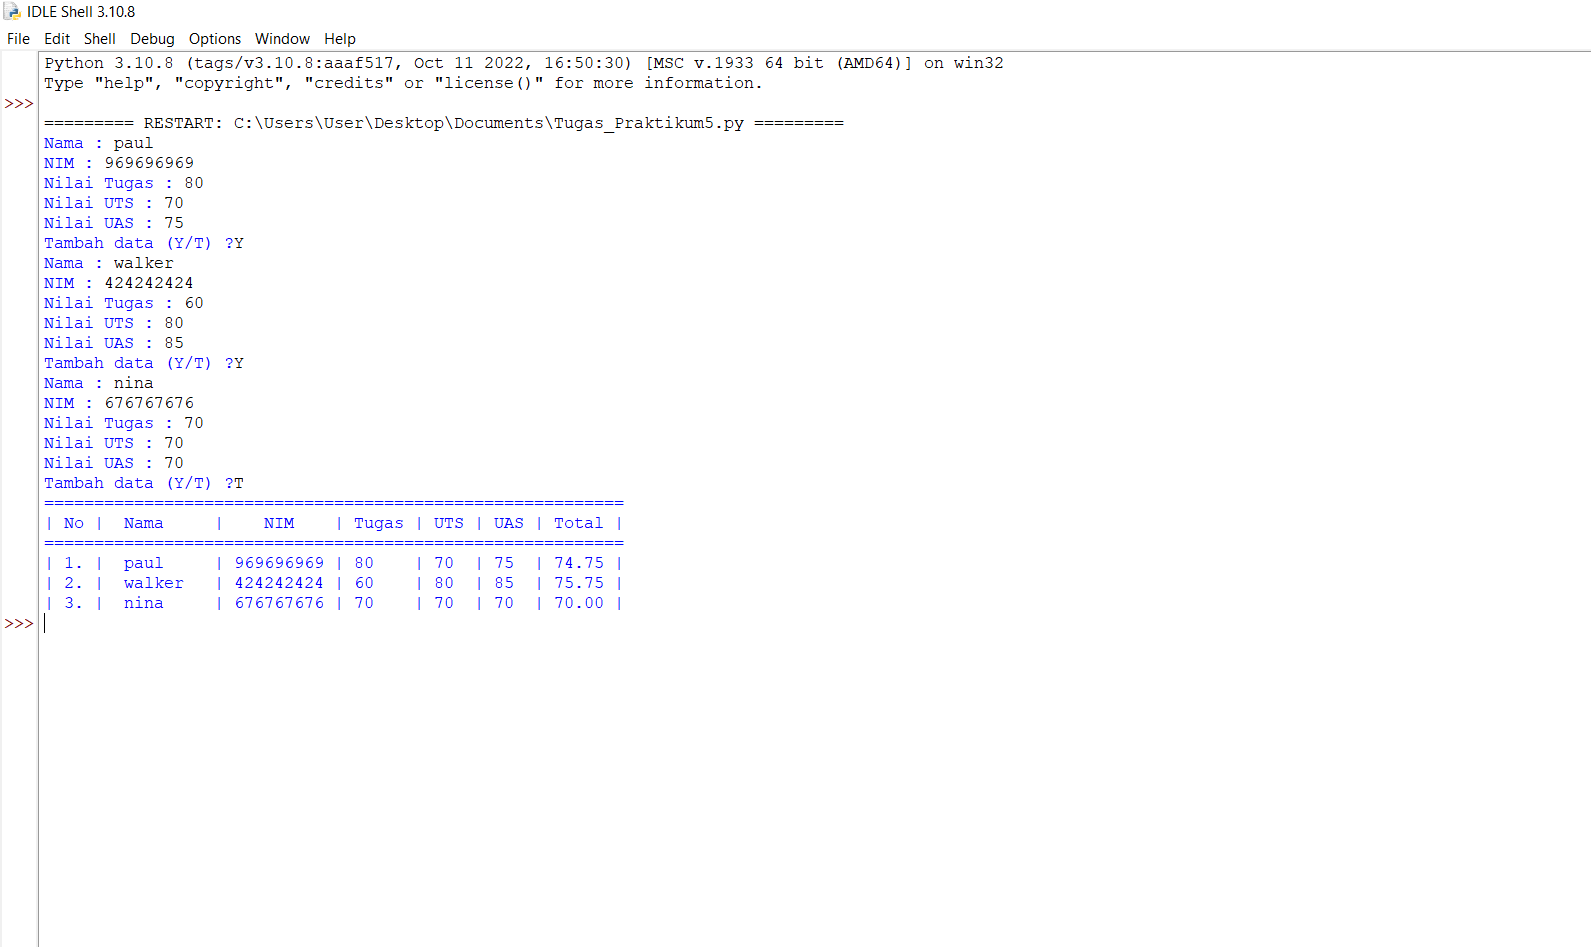 IDLE Shell 3.10.8
File Edit Shell Debug Options Window Help
Python 3.10.8 (tags/v3.10.8:aaaf517, Oct 11 2022, 16:50:30) [MSC v.1933 64 bit (AMD64)] on win32
Type "help", "copyright", "credits" or "license()" for more information.
>>>
========= RESTART: C:\Users\User\Desktop\Documents\Tugas_Praktikum5.py =========
Nama : paul
NIM : 969696969
Nilai Tugas : 80
Nilai UTS : 70
Nilai UAS : 75
Tambah data (Y/T) ?Y
Nama : walker
NIM : 424242424
Nilai Tugas : 60
Nilai UTS : 80
Nilai UAS : 85
Tambah data (Y/T) ?Y
Nama : nina
NIM : 676767676
Nilai Tugas : 70
Nilai UTS : 70
Nilai UAS : 70
Tambah data (Y/T) ?T
==========================================================
| No |  Nama     |    NIM    | Tugas | UTS | UAS | Total |
==========================================================
| 1. |  paul     | 969696969 | 80    | 70  | 75  | 74.75 |
| 2. |  walker   | 424242424 | 60    | 80  | 85  | 75.75 |
| 3. |  nina     | 676767676 | 70    | 70  | 70  | 70.00 |
>>>